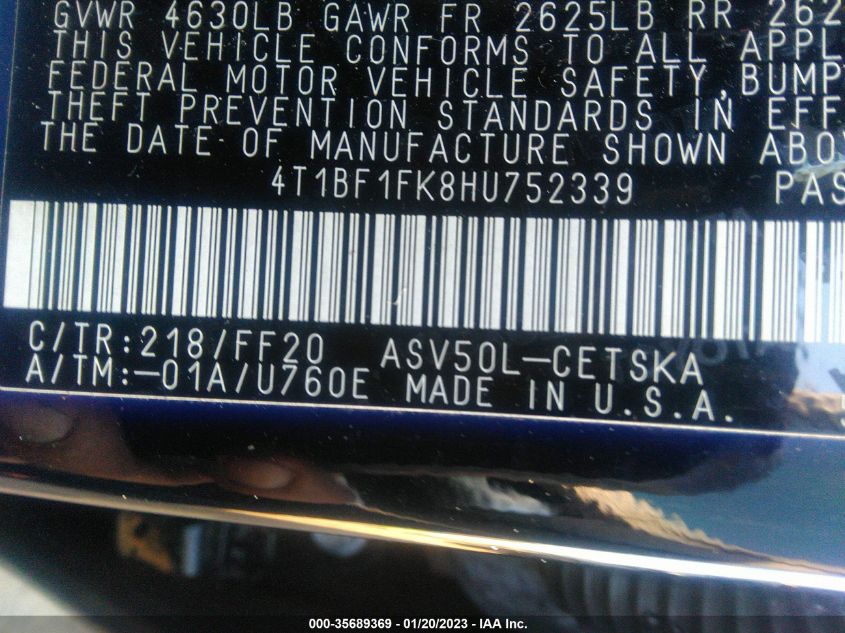 GVWR 4630LB GAWR FR 2625LB RR 262
THIS VEHICLE CONFORMS TO ALL APPL
FEDERAL MOTOR VEHICLE SAFETY, BUMP
THEFT PREVENTION STANDARDS IN EFF
THE DATE OF MANUFACTURE SHOWN ABO
4T1BF1FK8HU752339 PAS
C/TR:218/FF20 ASV50L-CETSKA
A/TM:-01A/U760E MADE IN U.S.A.
000-35689369 | 01/20/2023 | IAA Inc.